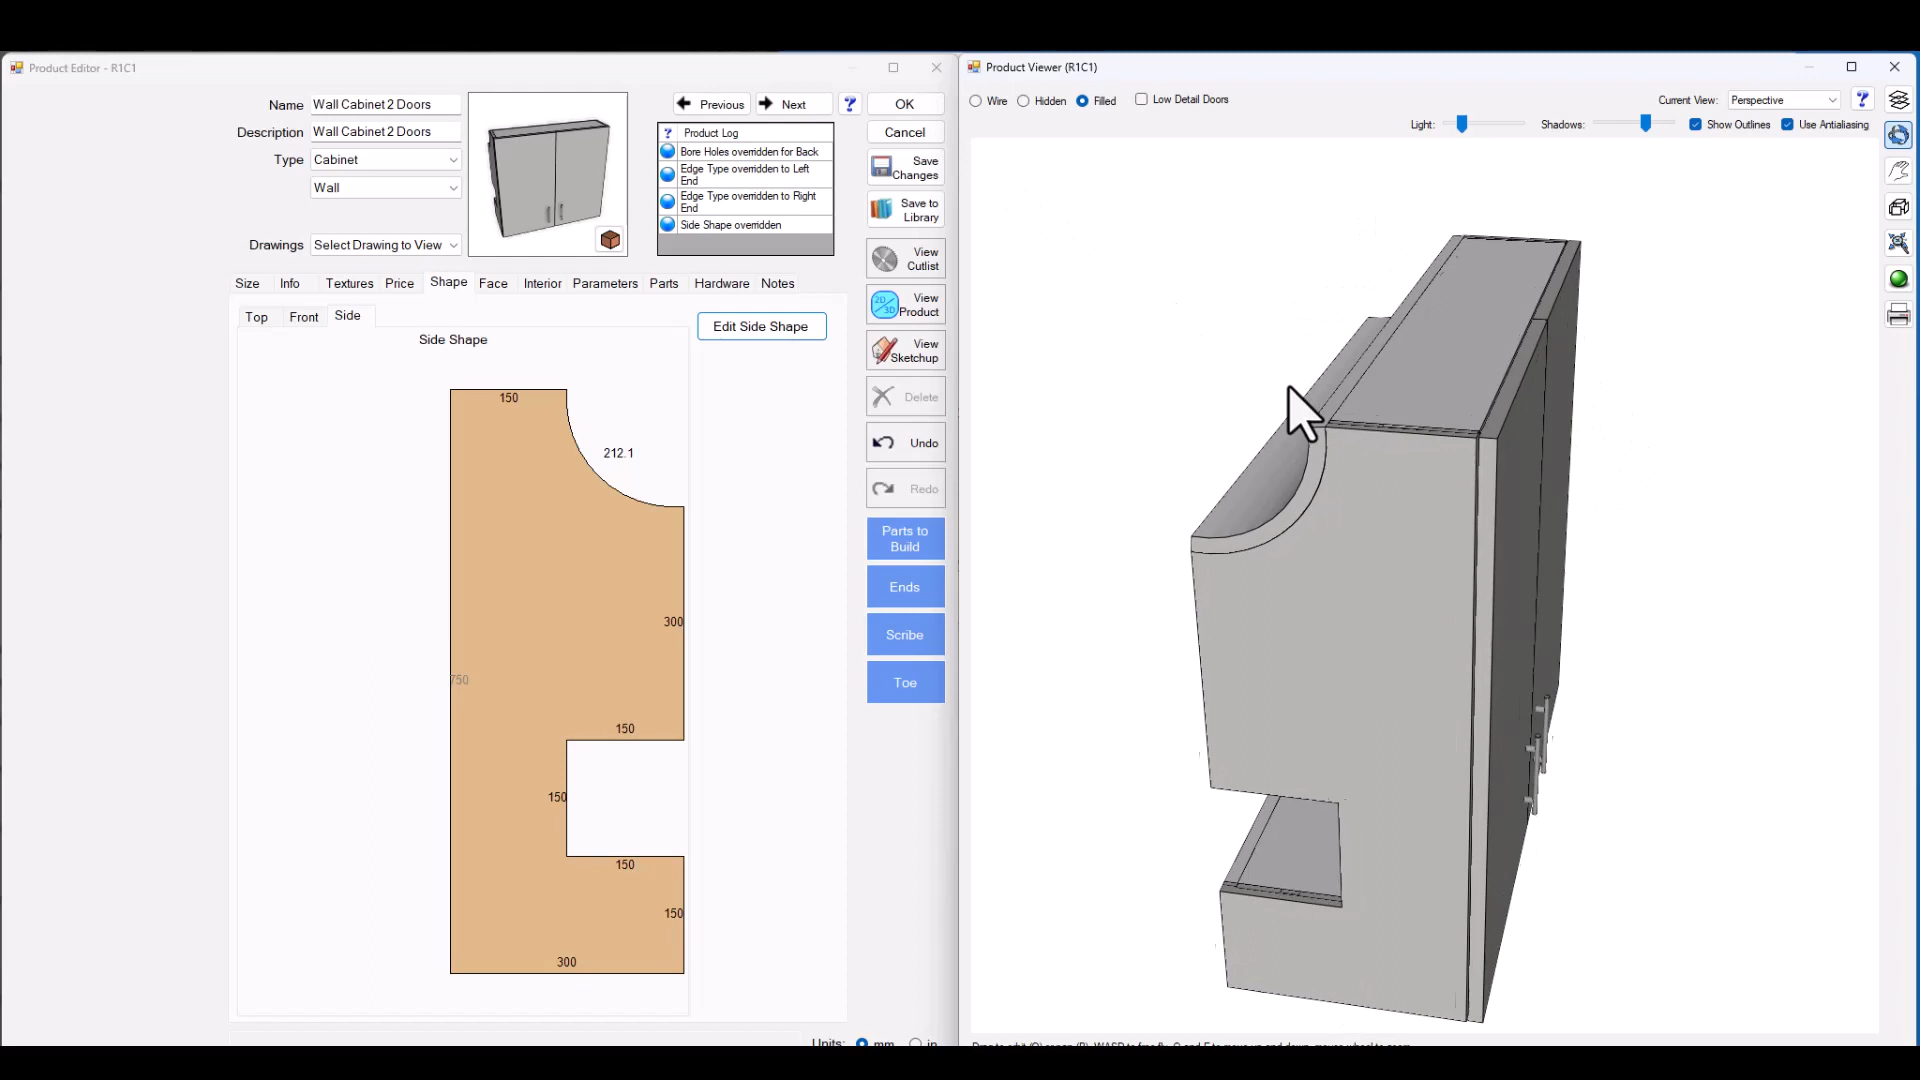 Product Editor - R1C1
Name Wall Cabinet 2 Doors
Description Wall Cabinet 2 Doors
Type Cabinet
Wall
Drawings Select Drawing to View
Previous Next ? OK
? Product Log
Bore Holes overridden for Back
Edge Type overridden to Left
End
Edge Type overridden to Right
End
Side Shape overridden
Cancel
Save
Changes
Save to
Library
View
Cutlist
2D/3D View
Product
View
Sketchup
Delete
Undo
Redo
Parts to
Build
Ends
Scribe
Toe
Size Info Textures Price Shape Face Interior Parameters Parts Hardware Notes
Top Front Side
Side Shape
Edit Side Shape
150
212.1
300
750
150
150
150
150
300
Units: mm in
Product Viewer (R1C1)
Wire Hidden Filled Low Detail Doors
Current View: Perspective ?
Light: Shadows: Show Outlines Use Antialiasing